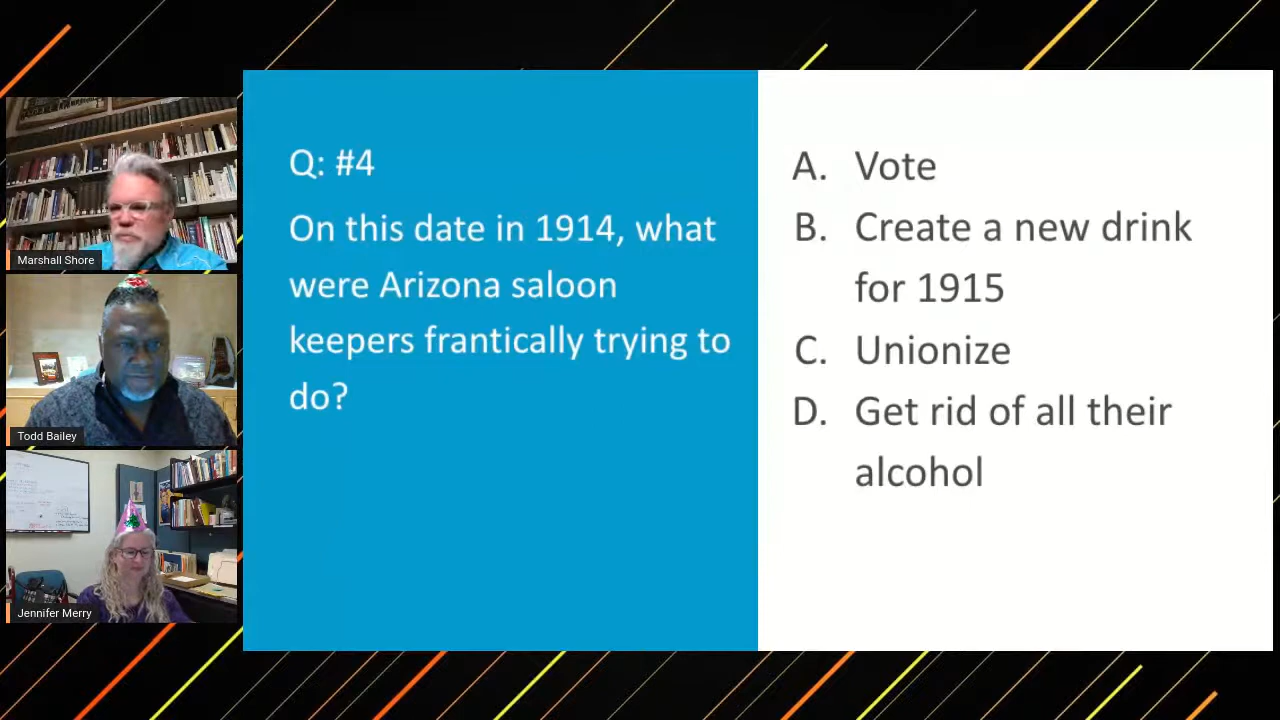 Marshall Shore
Todd Bailey
Jennifer Merry
Q: #4
On this date in 1914, what
were Arizona saloon
keepers frantically trying to
do?
A. Vote
B. Create a new drink
for 1915
C. Unionize
D. Get rid of all their
alcohol